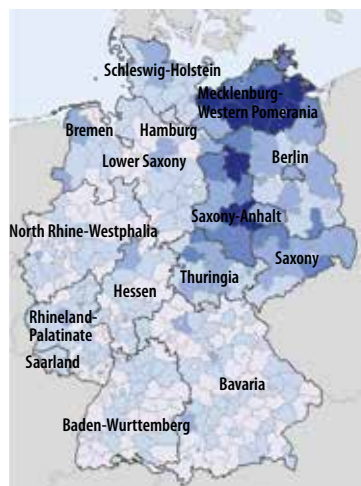 Schleswig-Holstein
Mecklenburg-
Western Pomerania
Bremen
Hamburg
Lower Saxony
Berlin
Saxony-Anhalt
North Rhine-Westphalia
Saxony
Thuringia
Hessen
Rhineland-
Palatinate
Saarland
Bavaria
Baden-Wurttemberg